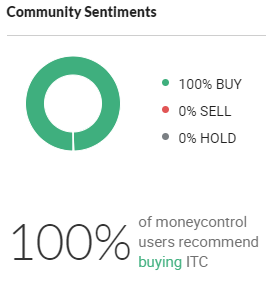 Community Sentiments
100% BUY
0% SELL
0% HOLD
100%
of moneycontrol
users recommend
buying ITC